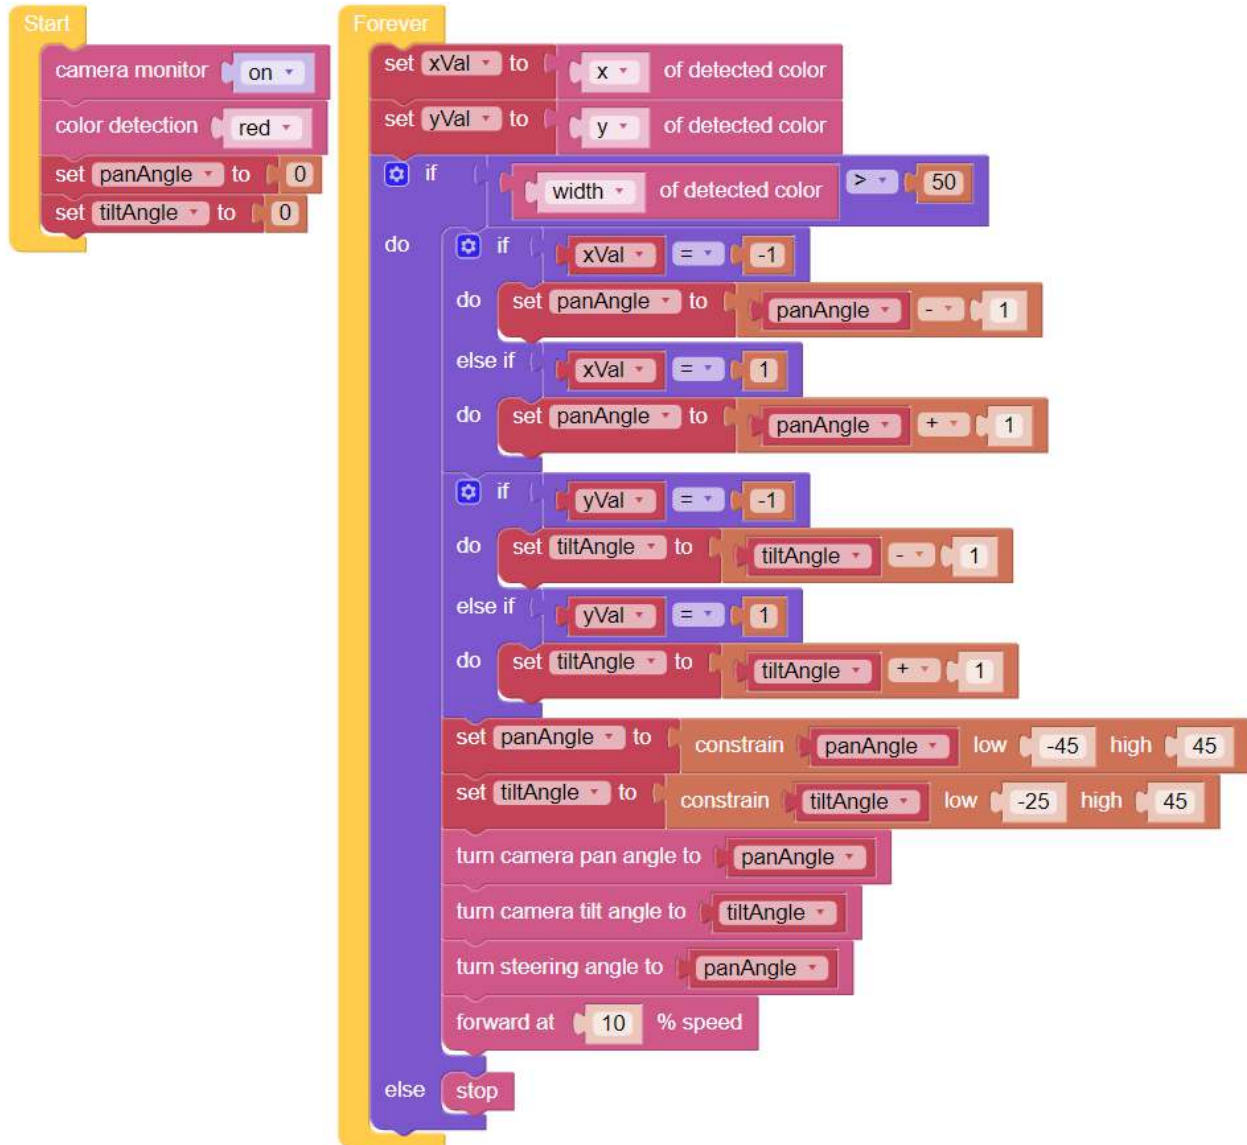 Start
camera monitor on
color detection red
set panAngle to 0
set tiltAngle to 0
Forever
set xVal to x of detected color
set yVal to y of detected color
if width of detected color > 50
do if xVal = -1
do set panAngle to panAngle - 1
else if xVal = 1
do set panAngle to panAngle + 1
if yVal = -1
do set tiltAngle to tiltAngle - 1
else if yVal = 1
do set tiltAngle to tiltAngle + 1
set panAngle to constrain panAngle low -45 high 45
set tiltAngle to constrain tiltAngle low -25 high 45
turn camera pan angle to panAngle
turn camera tilt angle to tiltAngle
turn steering angle to panAngle
forward at 10 % speed
else stop